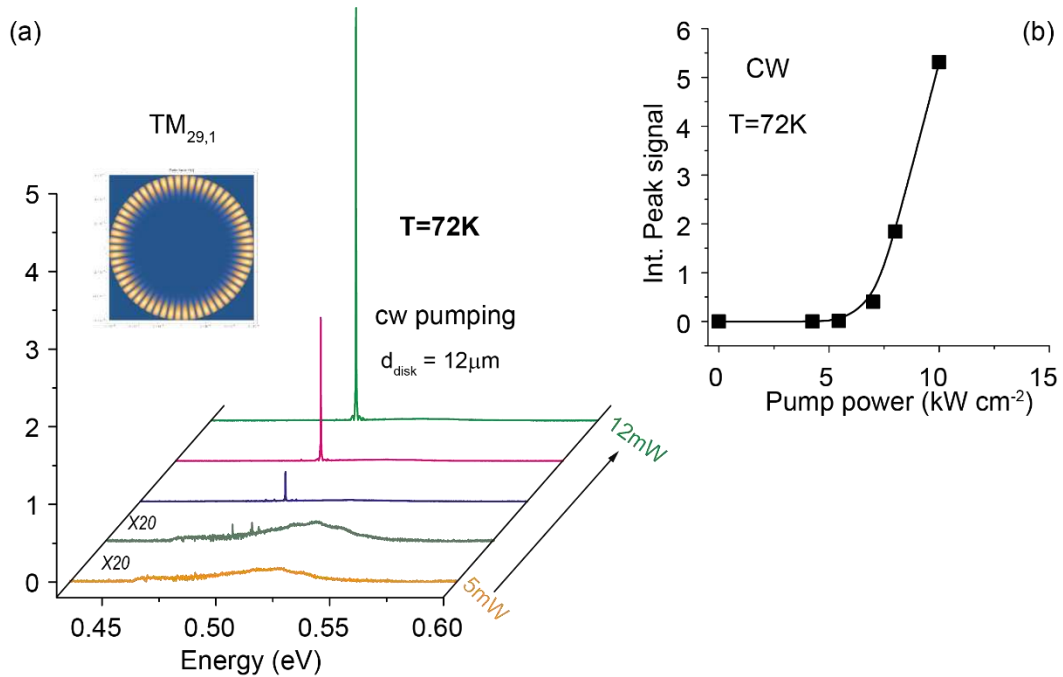 (a)
TM29,1
T=72K
cw pumping
ddisk = 12μm
5
4
3
2
1
0
X20
X20
12mW
5mW
0.45 0.50 0.55 0.60
Energy (eV)
(b)
CW
T=72K
Int. Peak signal
6
5
4
3
2
1
0
0 5 10 15
Pump power (kW cm-2)